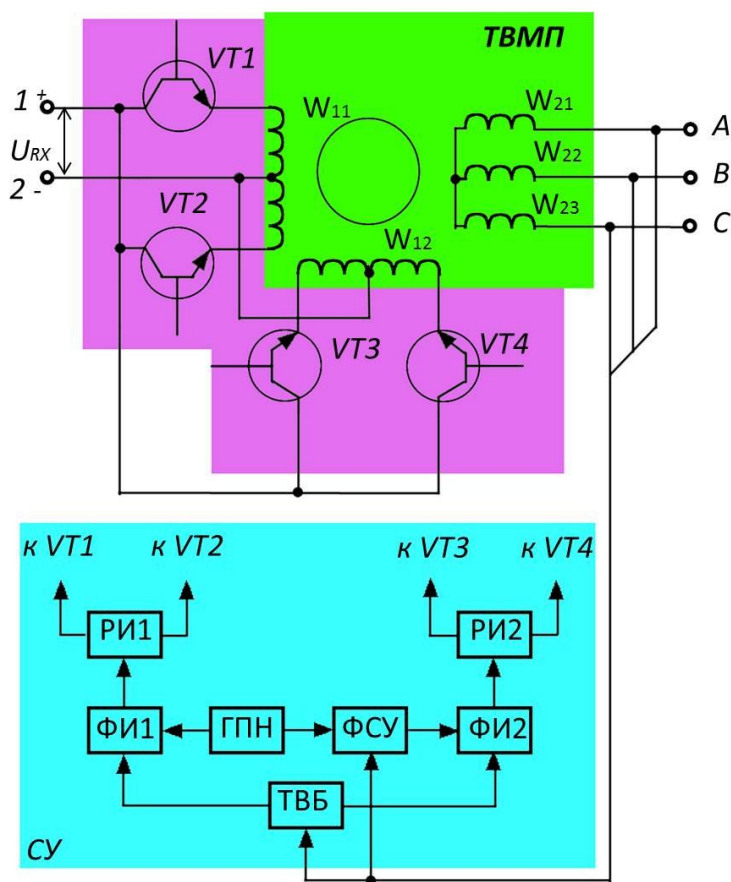 ТВМП
VT1
1 +
W11
W21
A
URX
W22
B
2 -
VT2
W23
C
W12
VT3
VT4
к VT1
к VT2
к VT3
к VT4
РИ1
РИ2
ФИ1
ГПН
ФСУ
ФИ2
ТВБ
СУ